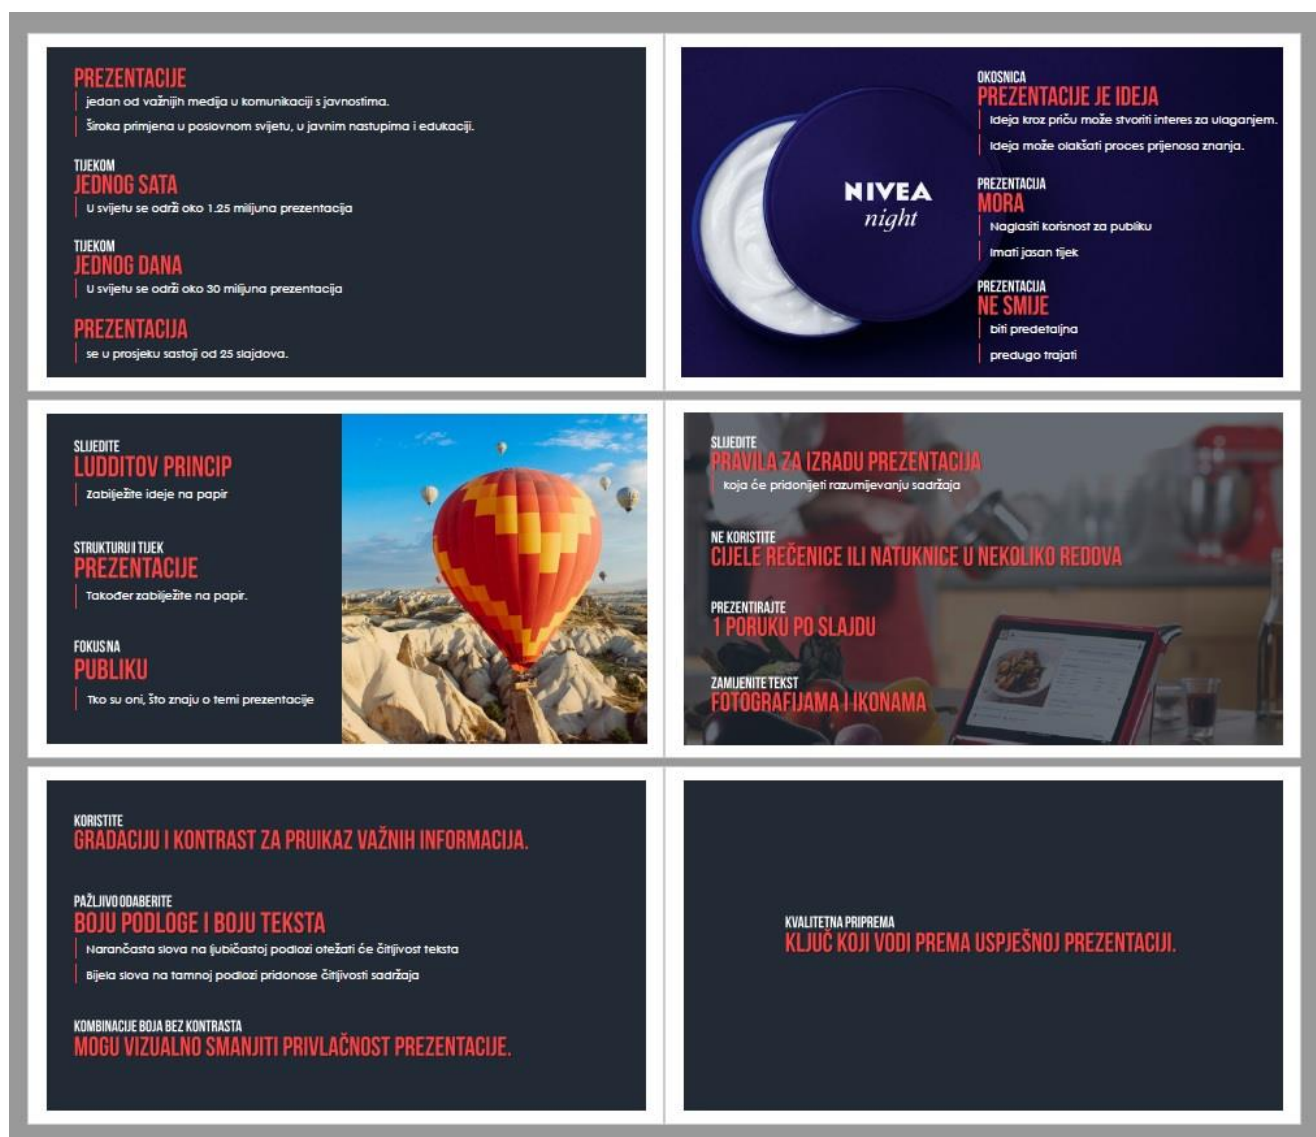 PREZENTACIJE
jedan od važnijih medija u komunikaciji s javnostima.
Široka primjena u poslovnom svijetu, u javnim nastupima i edukaciji.
TIJEKOM
JEDNOG SATA
U svijetu se održi oko 1.25 milijuna prezentacija
TIJEKOM
JEDNOG DANA
U svijetu se održi oko 30 milijuna prezentacija
PREZENTACIJA
se u prosjeku sastoji od 25 slajdova.
NIVEA
night
OKOSNICA
PREZENTACIJE JE IDEJA
Ideja kroz priču može stvoriti interes za ulaganjem.
Ideja može olakšati proces prijenosa znanja.
PREZENTACIJA
MORA
Naglasiti korisnost za publiku
Imati jasan tijek
PREZENTACIJA
NE SMIJE
biti predetaljna
predugo trajati
SLIJEDITE
LUDDITOV PRINCIP
Zabilježite ideje na papir
STRUKTURU I TIJEK
PREZENTACIJE
Također zabilježite na papir.
FOKUS NA
PUBLIKU
Tko su oni, što znaju o temi prezentacije
SLIJEDITE
PRAVILA ZA IZRADU PREZENTACIJA
koja će pridonijeti razumijevanju sadržaja
NE KORISTITE
CIJELE REČENICE ILI NATUKNICE U NEKOLIKO REDOVA
PREZENTIRAJTE
1 PORUKU PO SLAJDU
ZAMIJENITE TEKST
FOTOGRAFIJAMA I IKONAMA
KORISTITE
GRADACIJU I KONTRAST ZA PRUIKAZ VAŽNIH INFORMACIJA.
PAŽLJIVO ODABERITE
BOJU PODLOGE I BOJU TEKSTA
Narančasta slova na ljubičastoj podlozi otežati će čitljivost teksta
Bijela slova na tamnoj podlozi pridonose čitljivosti sadržaja
KOMBINACIJE BOJA BEZ KONTRASTA
MOGU VIZUALNO SMANJITI PRIVLAČNOST PREZENTACIJE.
KVALITETNA PRIPREMA
KLJUČ KOJI VODI PREMA USPJEŠNOJ PREZENTACIJI.